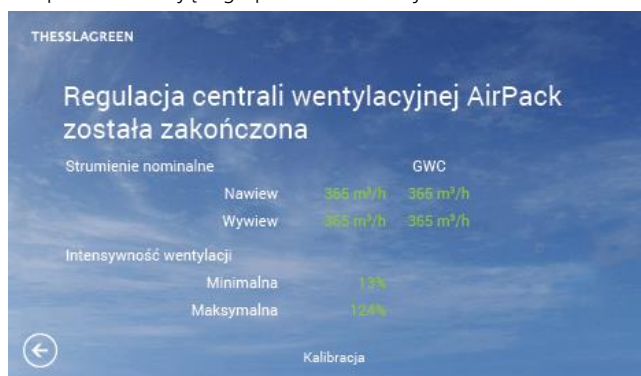 THESSLAGREEN
Regulacja centrali wentylacyjnej AirPack
została zakończona
Strumienie nominalne GWC
Nawiew 365 m³/h 365 m³/h
Wywiew 365 m³/h 365 m³/h
Intensywność wentylacji
Minimalna 13%
Maksymalna 124%
Kalibracja